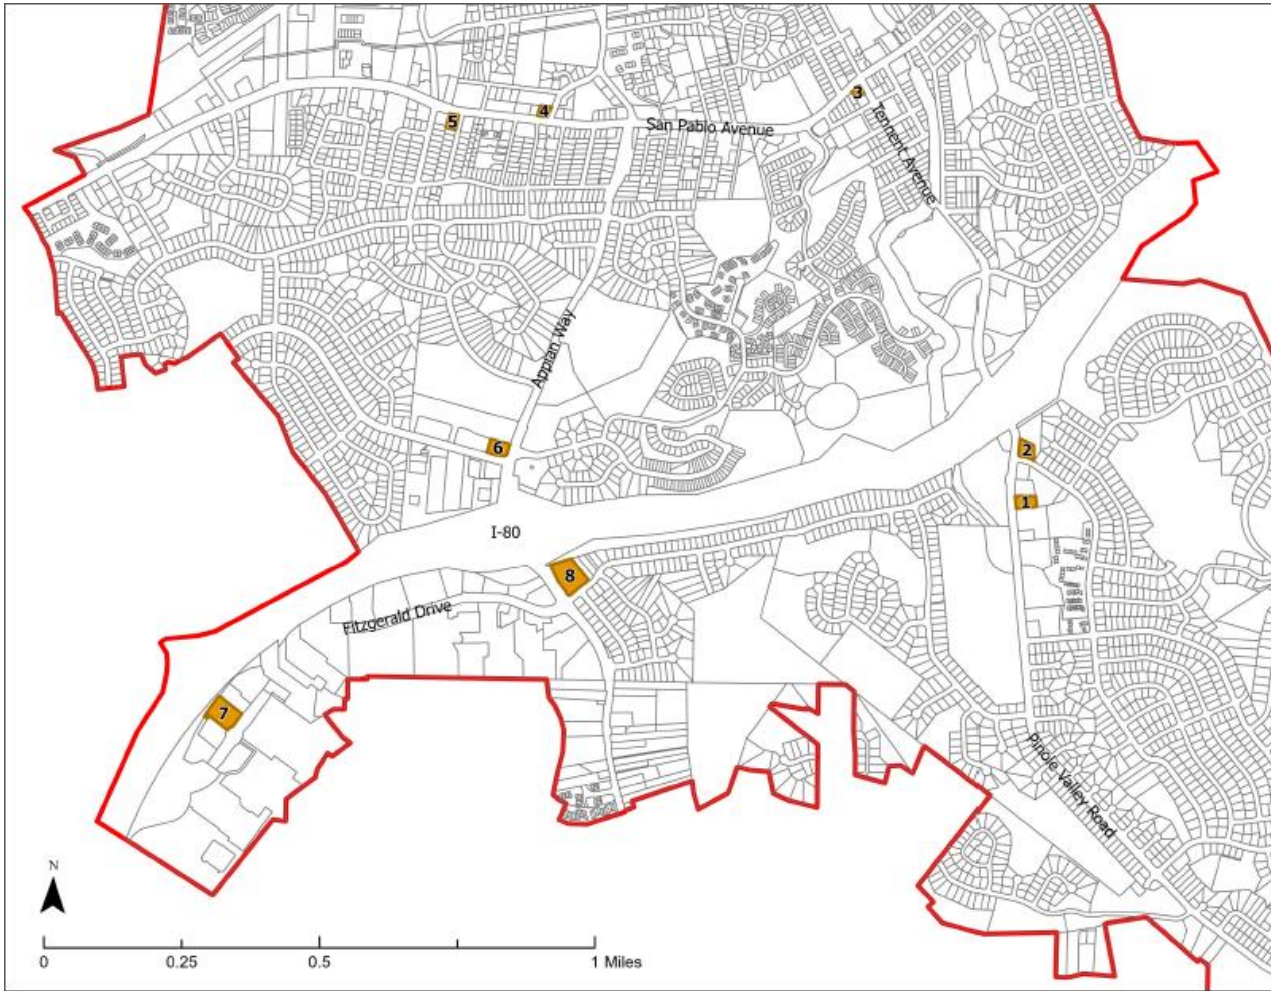 3
4
5
San Pablo Avenue
Tennent Avenue
Appian Way
6
2
1
I-80
8
Fitzgerald Drive
7
Pinole Valley Road
N
0 0.25 0.5 1 Miles